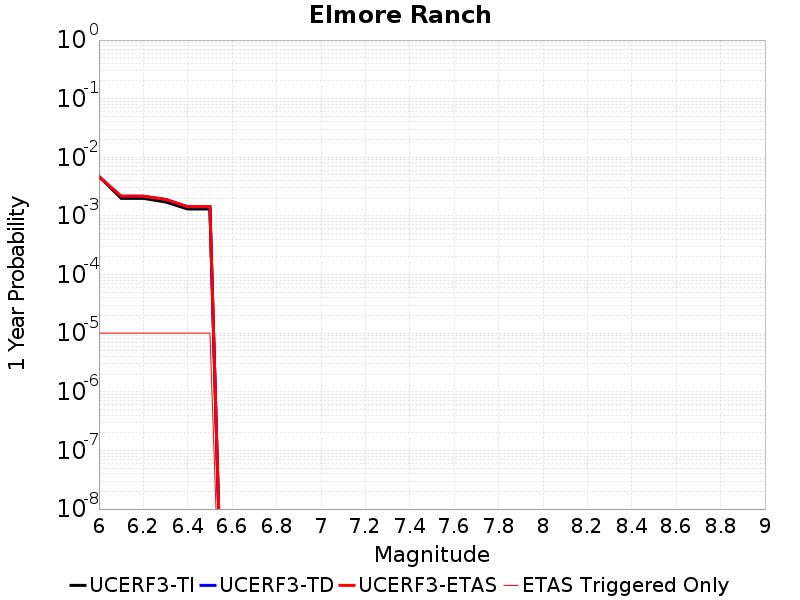 Elmore Ranch
10^0
10^-1
10^-2
10^-3
10^-4
10^-5
10^-6
10^-7
10^-8
1 Year Probability
6 6.2 6.4 6.6 6.8 7 7.2 7.4 7.6 7.8 8 8.2 8.4 8.6 8.8 9
Magnitude
UCERF3-TI UCERF3-TD UCERF3-ETAS ETAS Triggered Only